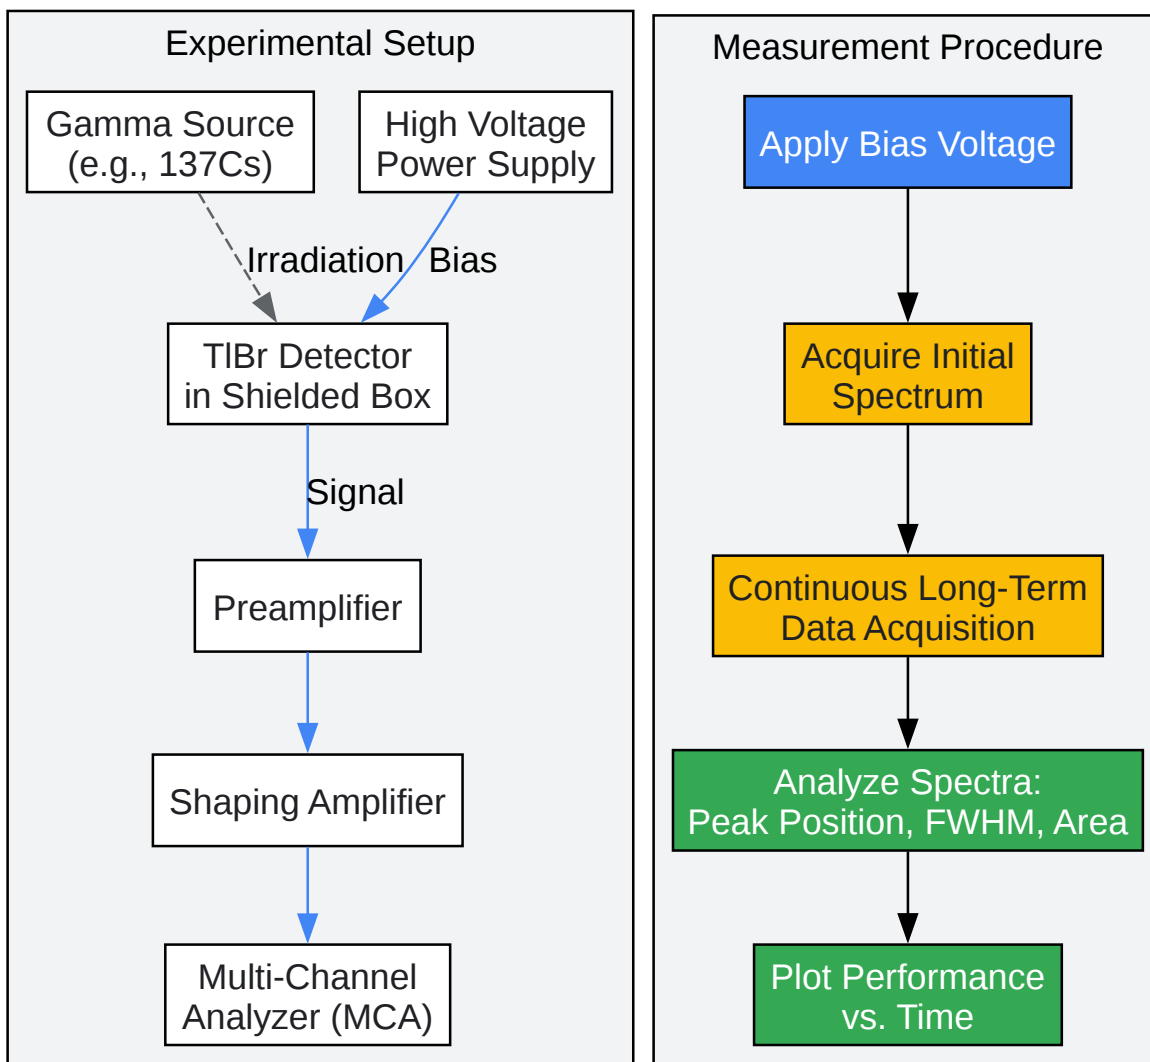 Experimental Setup
Gamma Source
(e.g., 137Cs)
High Voltage
Power Supply
Irradiation
Bias
TlBr Detector
in Shielded Box
Signal
Preamplifier
Shaping Amplifier
Multi-Channel
Analyzer (MCA)
Measurement Procedure
Apply Bias Voltage
Acquire Initial
Spectrum
Continuous Long-Term
Data Acquisition
Analyze Spectra:
Peak Position, FWHM, Area
Plot Performance
vs. Time